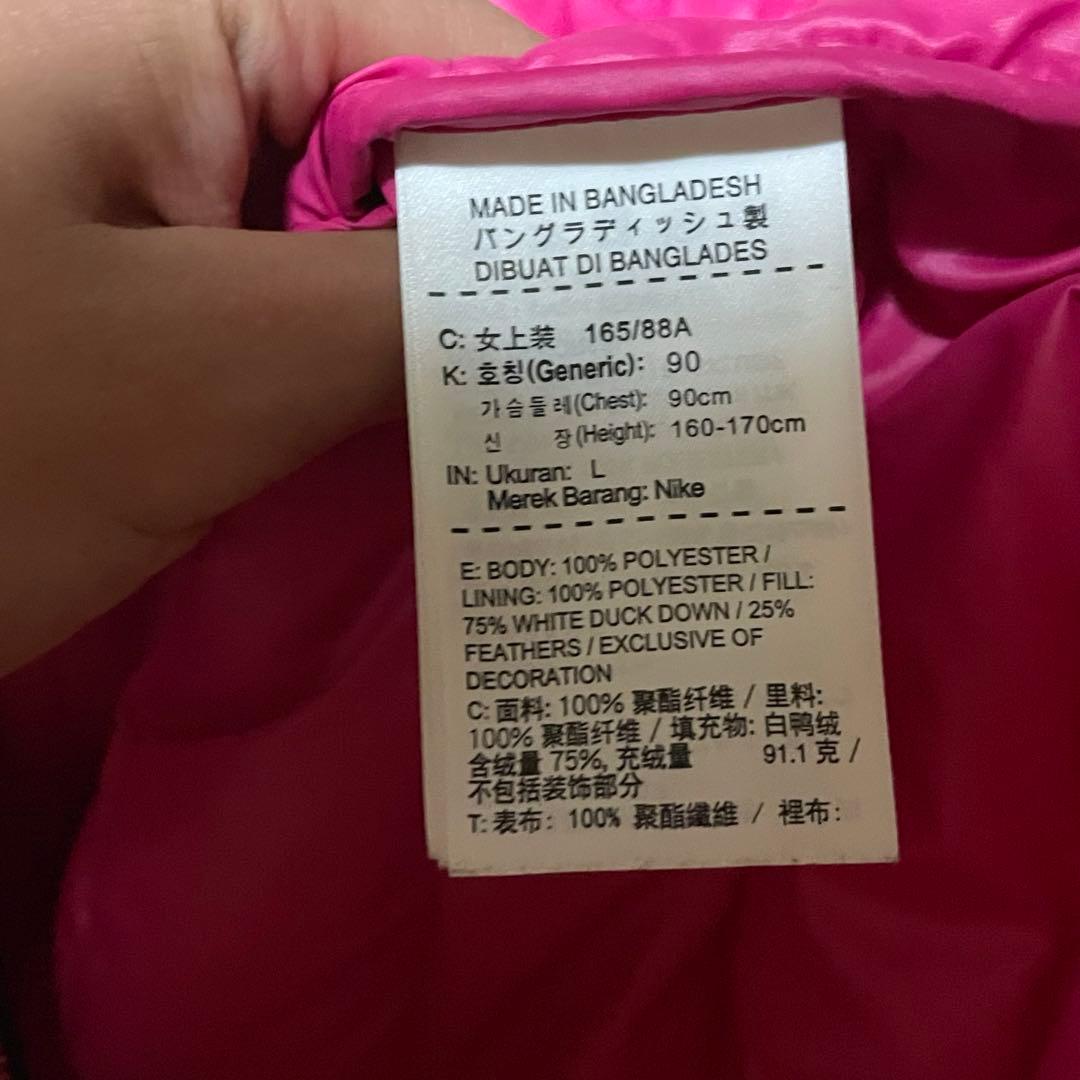 MADE IN BANGLADESH
バングラディッシュ製
DIBUAT DI BANGLADES
C: 女上装 165/88A
K: 호칭(Generic): 90
가슴둘레(Chest): 90cm
신 장(Height): 160-170cm
IN: Ukuran: L
Merek Barang: Nike
E: BODY: 100% POLYESTER /
LINING: 100% POLYESTER / FILL:
75% WHITE DUCK DOWN / 25%
FEATHERS / EXCLUSIVE OF
DECORATION
C: 面料: 100% 聚酯纤维 / 里料:
100% 聚酯纤维 / 填充物: 白鸭绒
含绒量 75%, 充绒量 91.1 克 /
不包括装饰部分
T: 表布: 100% 聚酯纖維 / 裡布: